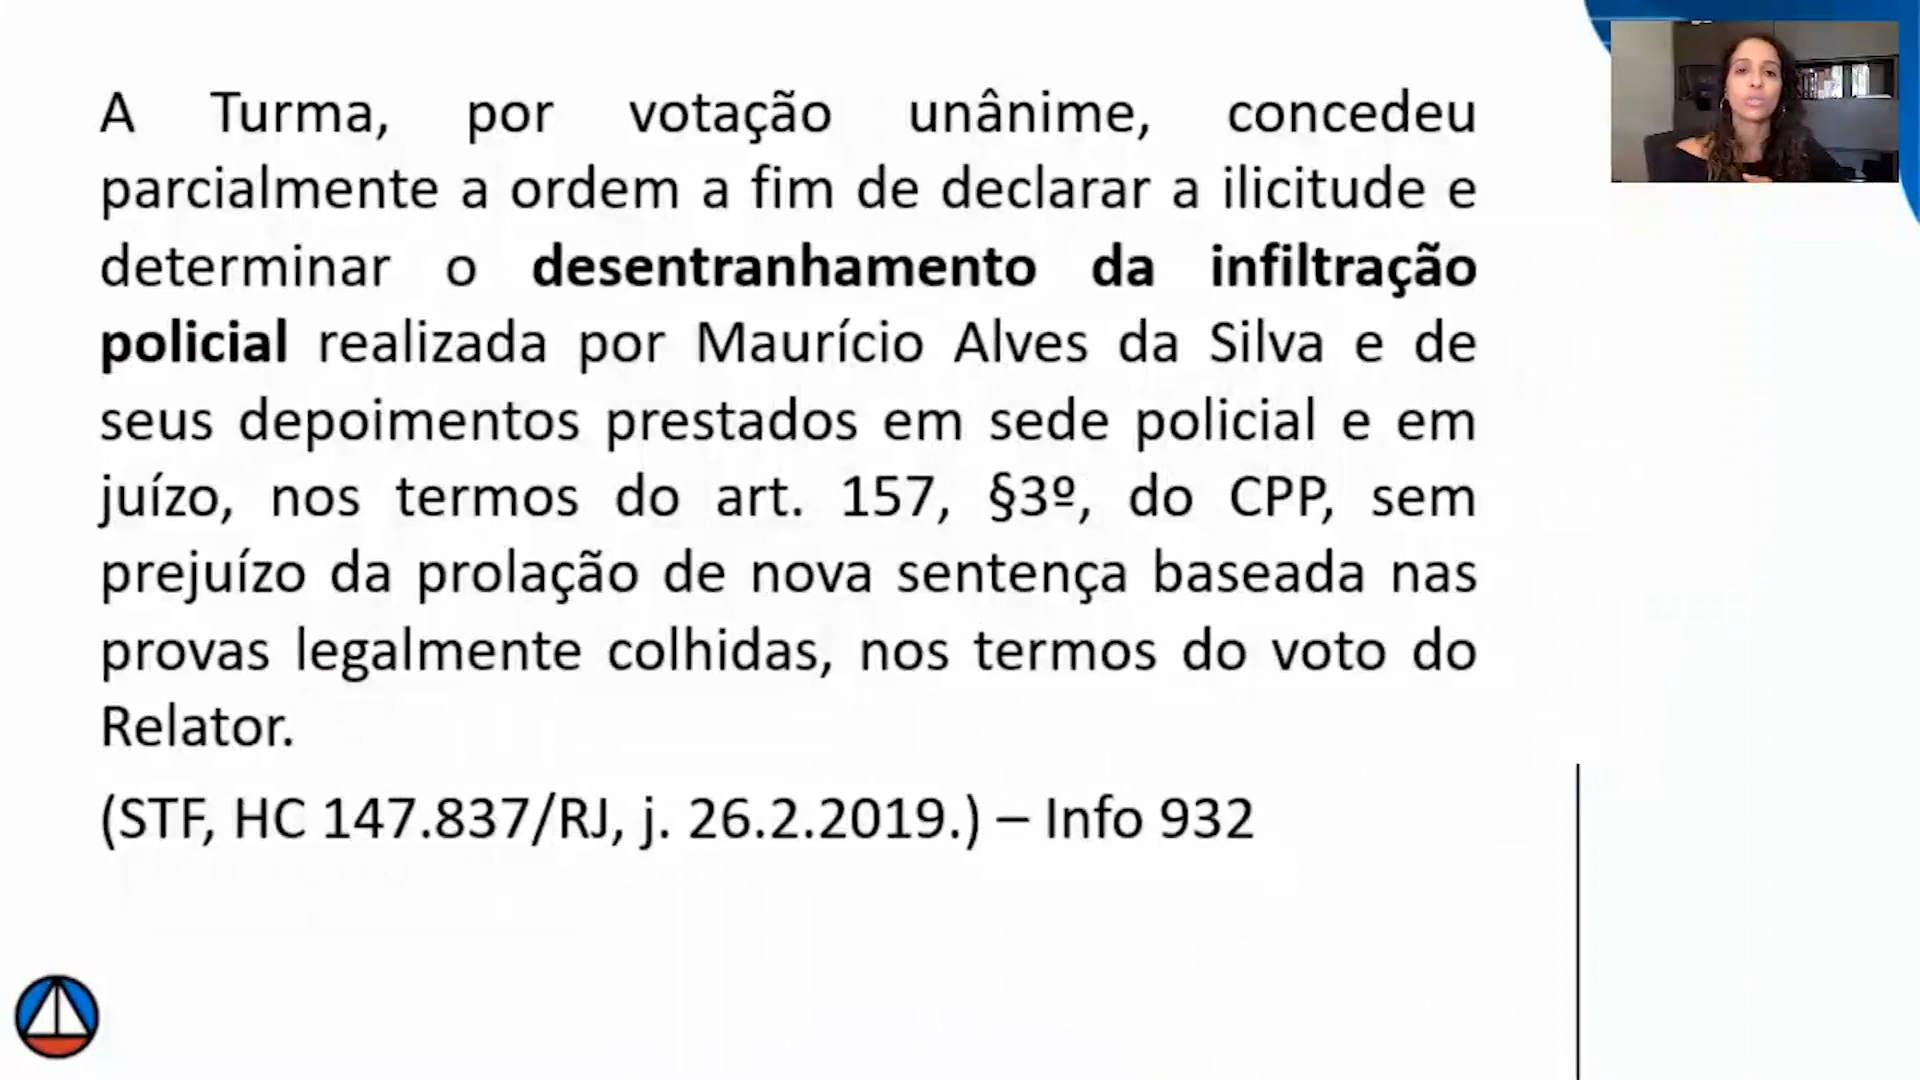 A Turma, por votação unânime, concedeu
parcialmente a ordem a fim de declarar a ilicitude e
determinar o desentranhamento da infiltração
policial realizada por Maurício Alves da Silva e de
seus depoimentos prestados em sede policial e em
juízo, nos termos do art. 157, §3º, do CPP, sem
prejuízo da prolação de nova sentença baseada nas
provas legalmente colhidas, nos termos do voto do
Relator.
(STF, HC 147.837/RJ, j. 26.2.2019.) – Info 932